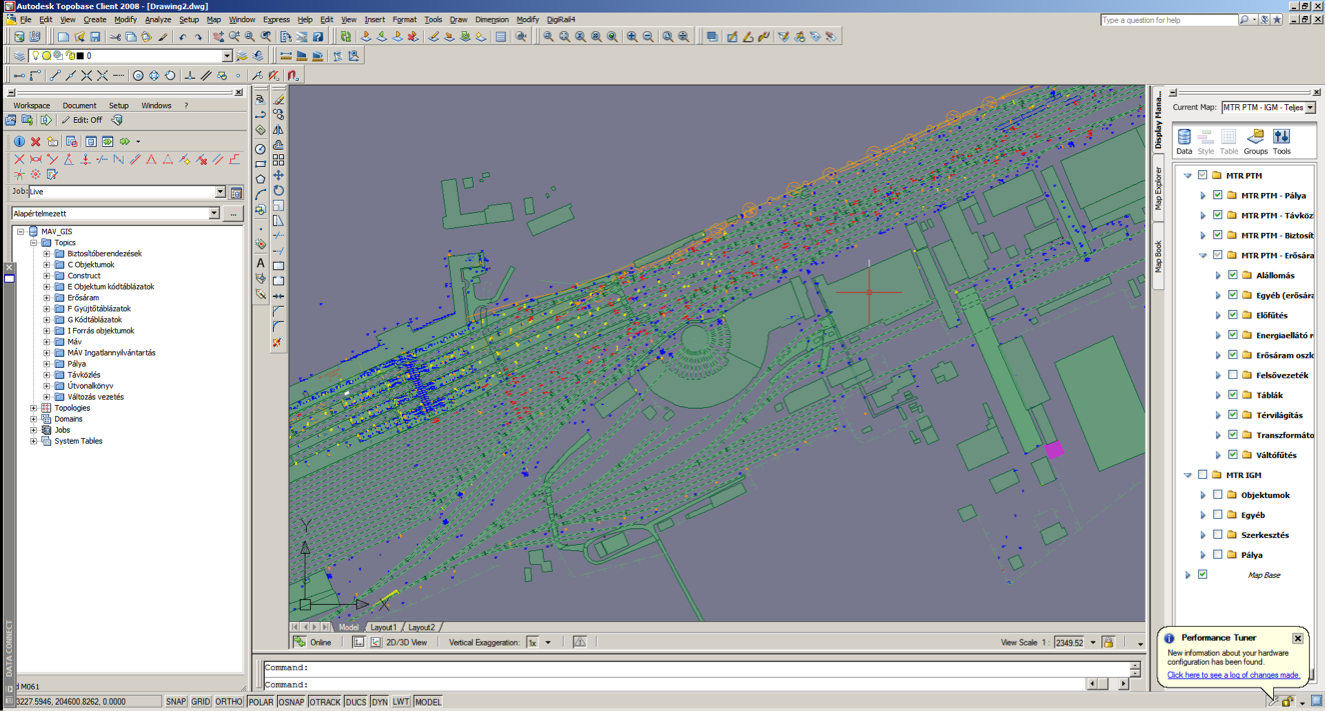 Autodesk Topobase Client 2008 - [Drawing2.dwg]
File Edit View Create Modify Analyze Setup Map Window Express Help Edit View Insert Format Tools Draw Dimension Modify DigiRail4
Type a question for help
0
Workspace Document Setup Windows ?
Edit: Off
Job: Live
Alapértelmezett
...
MAV_GIS
Topics
Biztosítóberendezések
C Objektumok
Construct
E Objektum kódtáblázatok
Erősáram
F Gyűjtőtáblázatok
G Kódtáblázatok
I Forrás objektumok
Máv
MÁV Ingatlannyilvántartás
Pálya
Távközlés
Útvonalkönyv
Változás vezetés
Topologies
Domains
Jobs
System Tables
DATA CONNECT
d M061
Y
X
Model Layout1 Layout2
Online 2D/3D View Vertical Exaggeration: 1x
View Scale 1 : 2349.52
Command:
Command:
3227.5946, 204600.8262, 0.0000
SNAP GRID ORTHO POLAR OSNAP OTRACK DUCS DYN LWT MODEL
Display Mana...
Map Explorer
Map Book
Current Map: MTR PTM - IGM - Teljes
Data Style Table Groups Tools
MTR PTM
MTR PTM - Pálya
MTR PTM - Távköz
MTR PTM - Biztosít
MTR PTM - Erősára
Alállomás
Egyéb (erősára
Előfűtés
Energiaellátó r
Erősáram oszlo
Felsővezeték
Táblák
Térvilágítás
Transzformáto
Váltófűtés
MTR IGM
Objektumok
Egyéb
Szerkesztés
Pálya
Map Base
Performance Tuner
New information about your hardware
configuration has been found.
Click here to see a log of changes made.